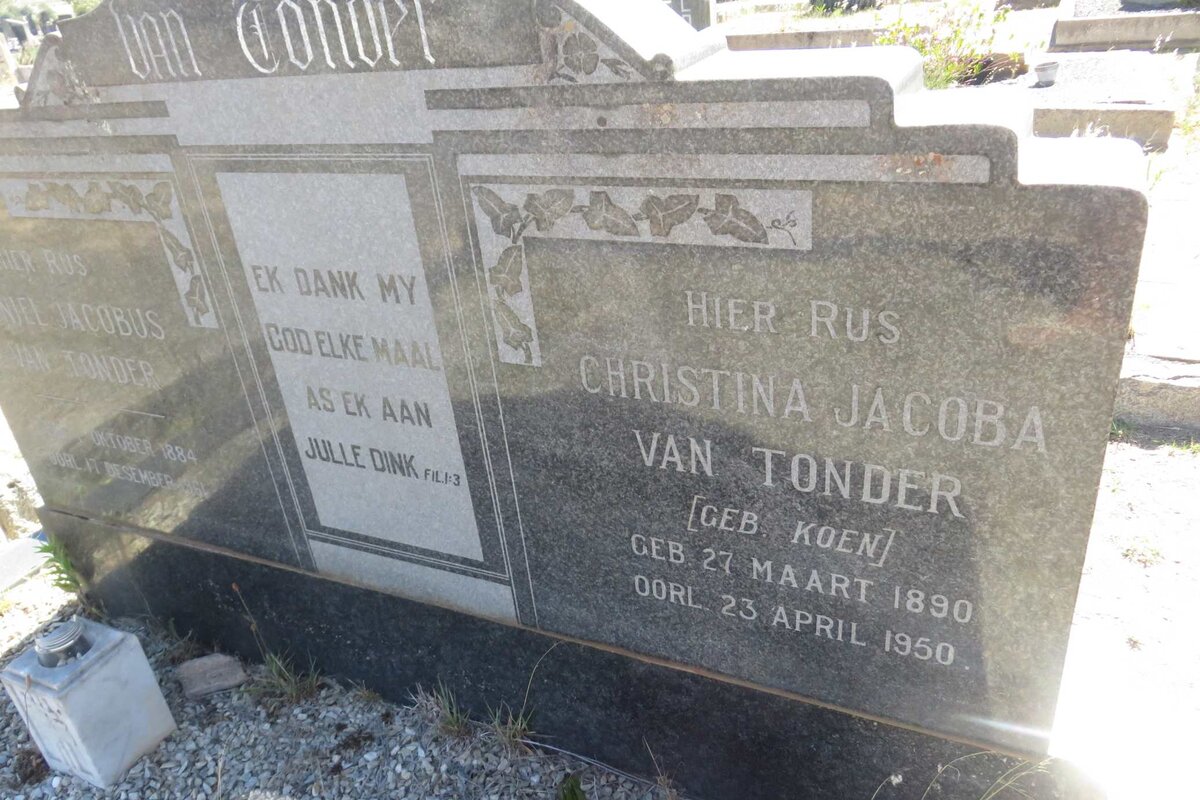 Van Tonder
HIER RUS
JACOBUS
VAN TONDER
OKTOBER 1884
OORL. 17 DESEMBER
EK DANK MY
GOD ELKE MAAL
AS EK AAN
JULLE DINK FIL.1:3
HIER RUS
CHRISTINA JACOBA
VAN TONDER
[GEB. KOEN]
GEB. 27 MAART 1890
OORL. 23 APRIL 1950.